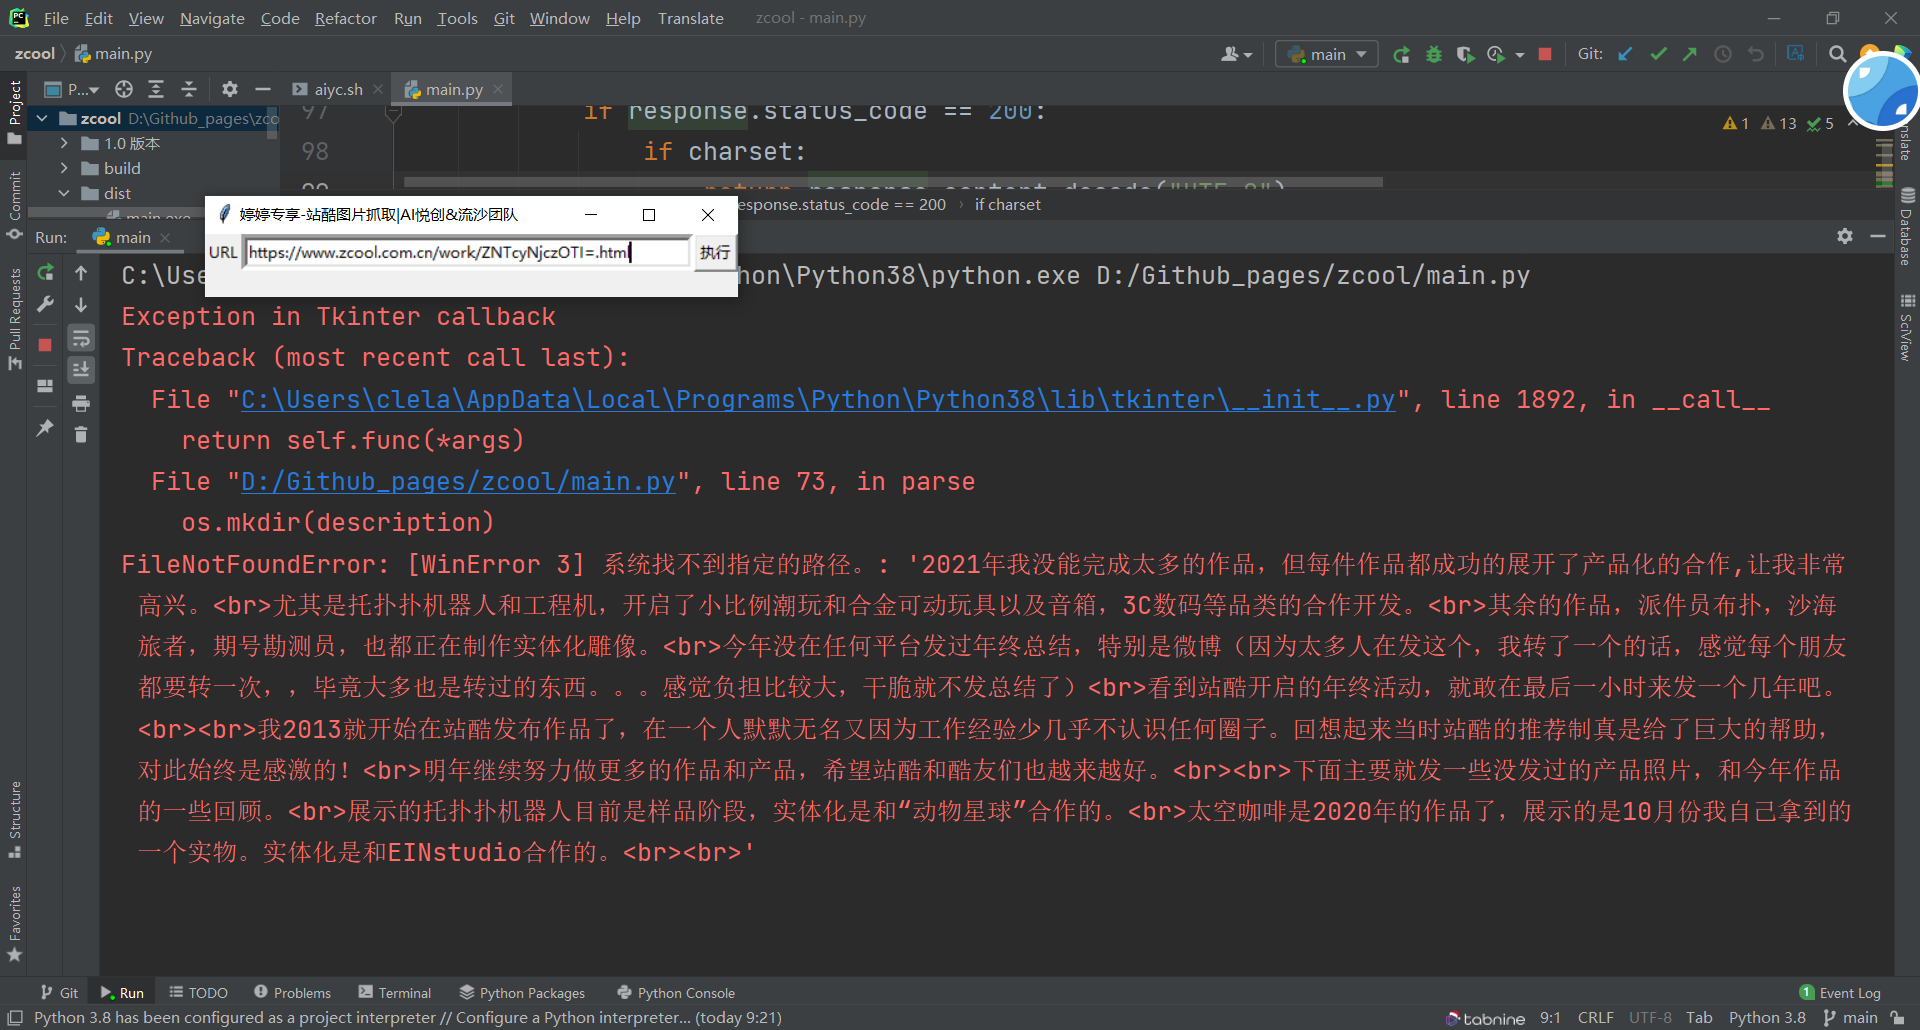 File Edit View Navigate Code Refactor Run Tools Git Window Help Translate zcool - main.py
zcool main.py main Git:
P... aiyc.sh main.py
zcool D:\Github_pages\zco
1.0 版本
build
dist
main.exe
97 if response.status_code == 200:
98 if charset:
99 return response.content.decode("UTF-8")
1 13 5
esponse.status_code == 200 › if charset
婷婷专享-站酷图片抓取|AI悦创&流沙团队
URL https://www.zcool.com.cn/work/ZNTcyNjczOTI=.html 执行
Run: main
C:\Use hon\Python38\python.exe D:/Github_pages/zcool/main.py
Exception in Tkinter callback
Traceback (most recent call last):
File "C:\Users\clela\AppData\Local\Programs\Python\Python38\lib\tkinter\__init__.py", line 1892, in __call__
return self.func(*args)
File "D:/Github_pages/zcool/main.py", line 73, in parse
os.mkdir(description)
FileNotFoundError: [WinError 3] 系统找不到指定的路径。: '2021年我没能完成太多的作品，但每件作品都成功的展开了产品化的合作,让我非常
高兴。<br>尤其是托扑扑机器人和工程机，开启了小比例潮玩和合金可动玩具以及音箱，3C数码等品类的合作开发。<br>其余的作品，派件员布扑，沙海
旅者，期号勘测员，也都正在制作实体化雕像。<br>今年没在任何平台发过年终总结，特别是微博（因为太多人在发这个，我转了一个的话，感觉每个朋友
都要转一次，，毕竟大多也是转过的东西。。。感觉负担比较大，干脆就不发总结了）<br>看到站酷开启的年终活动，就敢在最后一小时来发一个几年吧。
<br><br>我2013就开始在站酷发布作品了，在一个人默默无名又因为工作经验少几乎不认识任何圈子。回想起来当时站酷的推荐制真是给了巨大的帮助，
对此始终是感激的！<br>明年继续努力做更多的作品和产品，希望站酷和酷友们也越来越好。<br><br>下面主要就发一些没发过的产品照片，和今年作品
的一些回顾。<br>展示的托扑扑机器人目前是样品阶段，实体化是和“动物星球”合作的。<br>太空咖啡是2020年的作品了，展示的是10月份我自己拿到的
一个实物。实体化是和EINstudio合作的。<br><br>'
Project
Commit
Pull Requests
Structure
Favorites
anslate
Database
SciView
Git Run TODO Problems Terminal Python Packages Python Console 1 Event Log
Python 3.8 has been configured as a project interpreter // Configure a Python interpreter... (today 9:21) tabnine 9:1 CRLF UTF-8 Tab Python 3.8 main